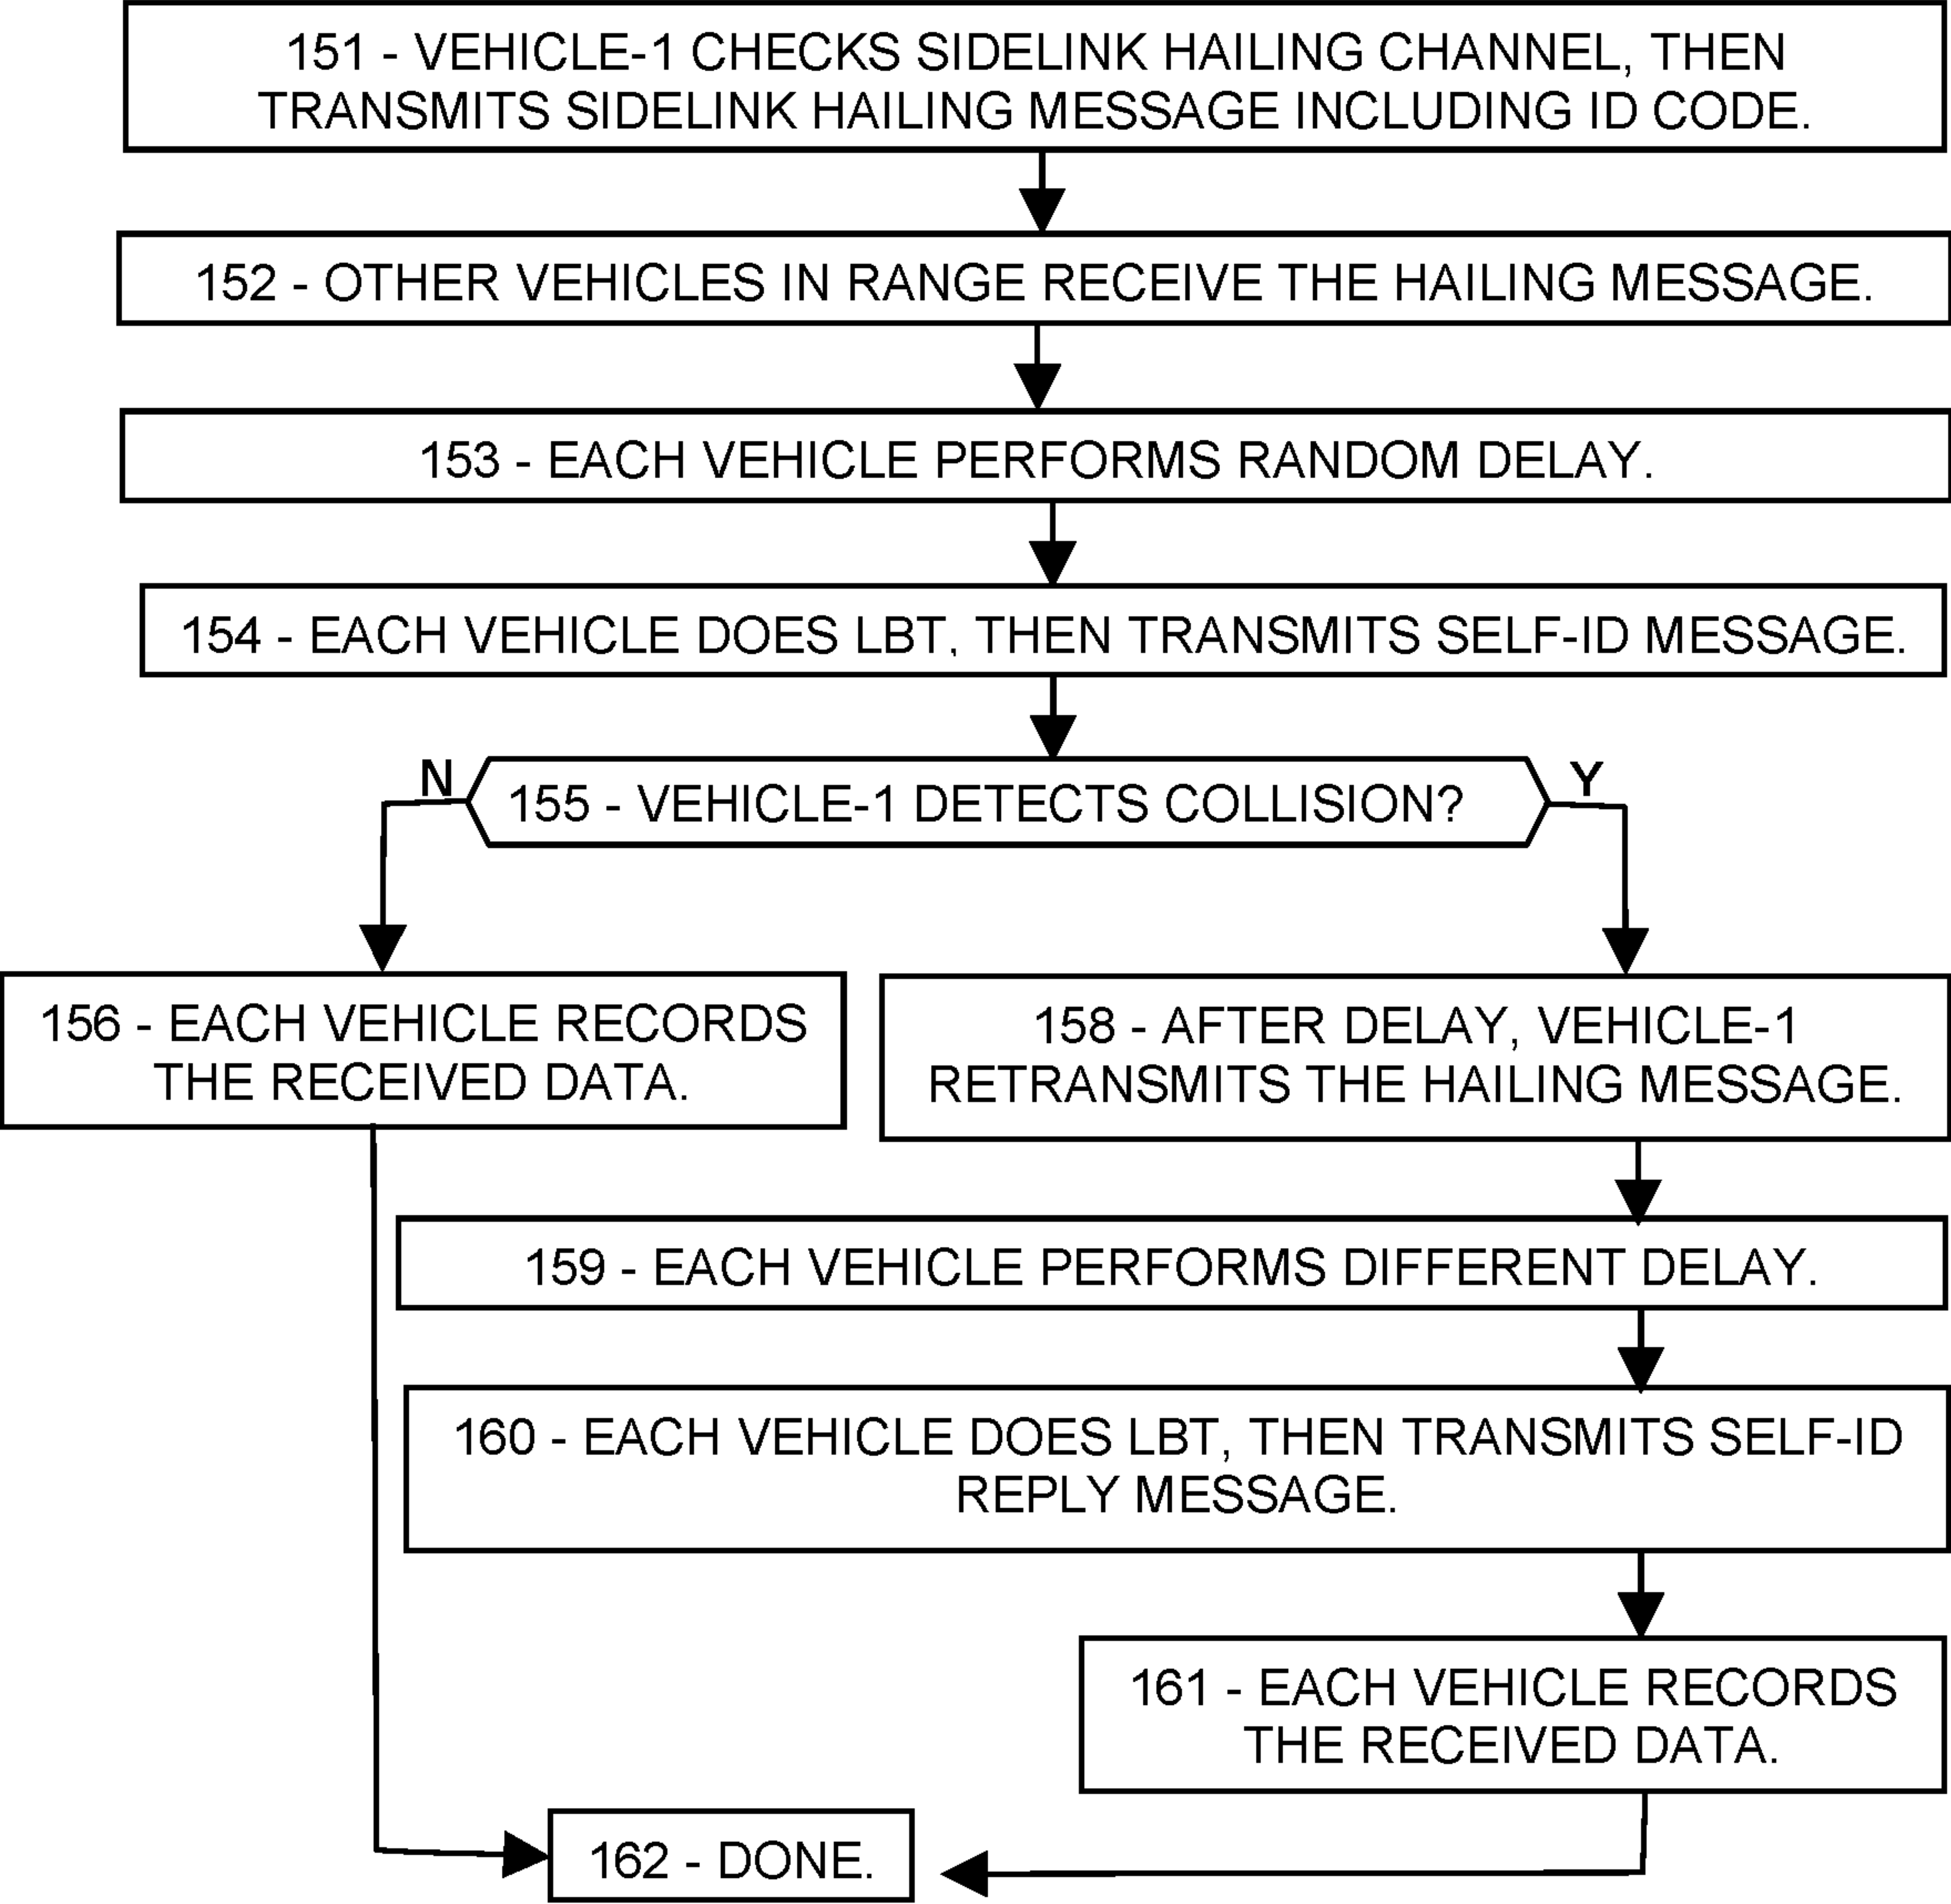 151 - VEHICLE-1 CHECKS SIDELINK HAILING CHANNEL, THEN
TRANSMITS SIDELINK HAILING MESSAGE INCLUDING ID CODE.
152 - OTHER VEHICLES IN RANGE RECEIVE THE HAILING MESSAGE.
153 - EACH VEHICLE PERFORMS RANDOM DELAY.
154 - EACH VEHICLE DOES LBT, THEN TRANSMITS SELF-ID MESSAGE.
N
155 - VEHICLE-1 DETECTS COLLISION?
Y
156 - EACH VEHICLE RECORDS
THE RECEIVED DATA.
158 - AFTER DELAY, VEHICLE-1
RETRANSMITS THE HAILING MESSAGE.
159 - EACH VEHICLE PERFORMS DIFFERENT DELAY.
160 - EACH VEHICLE DOES LBT, THEN TRANSMITS SELF-ID
REPLY MESSAGE.
161 - EACH VEHICLE RECORDS
THE RECEIVED DATA.
162 - DONE.